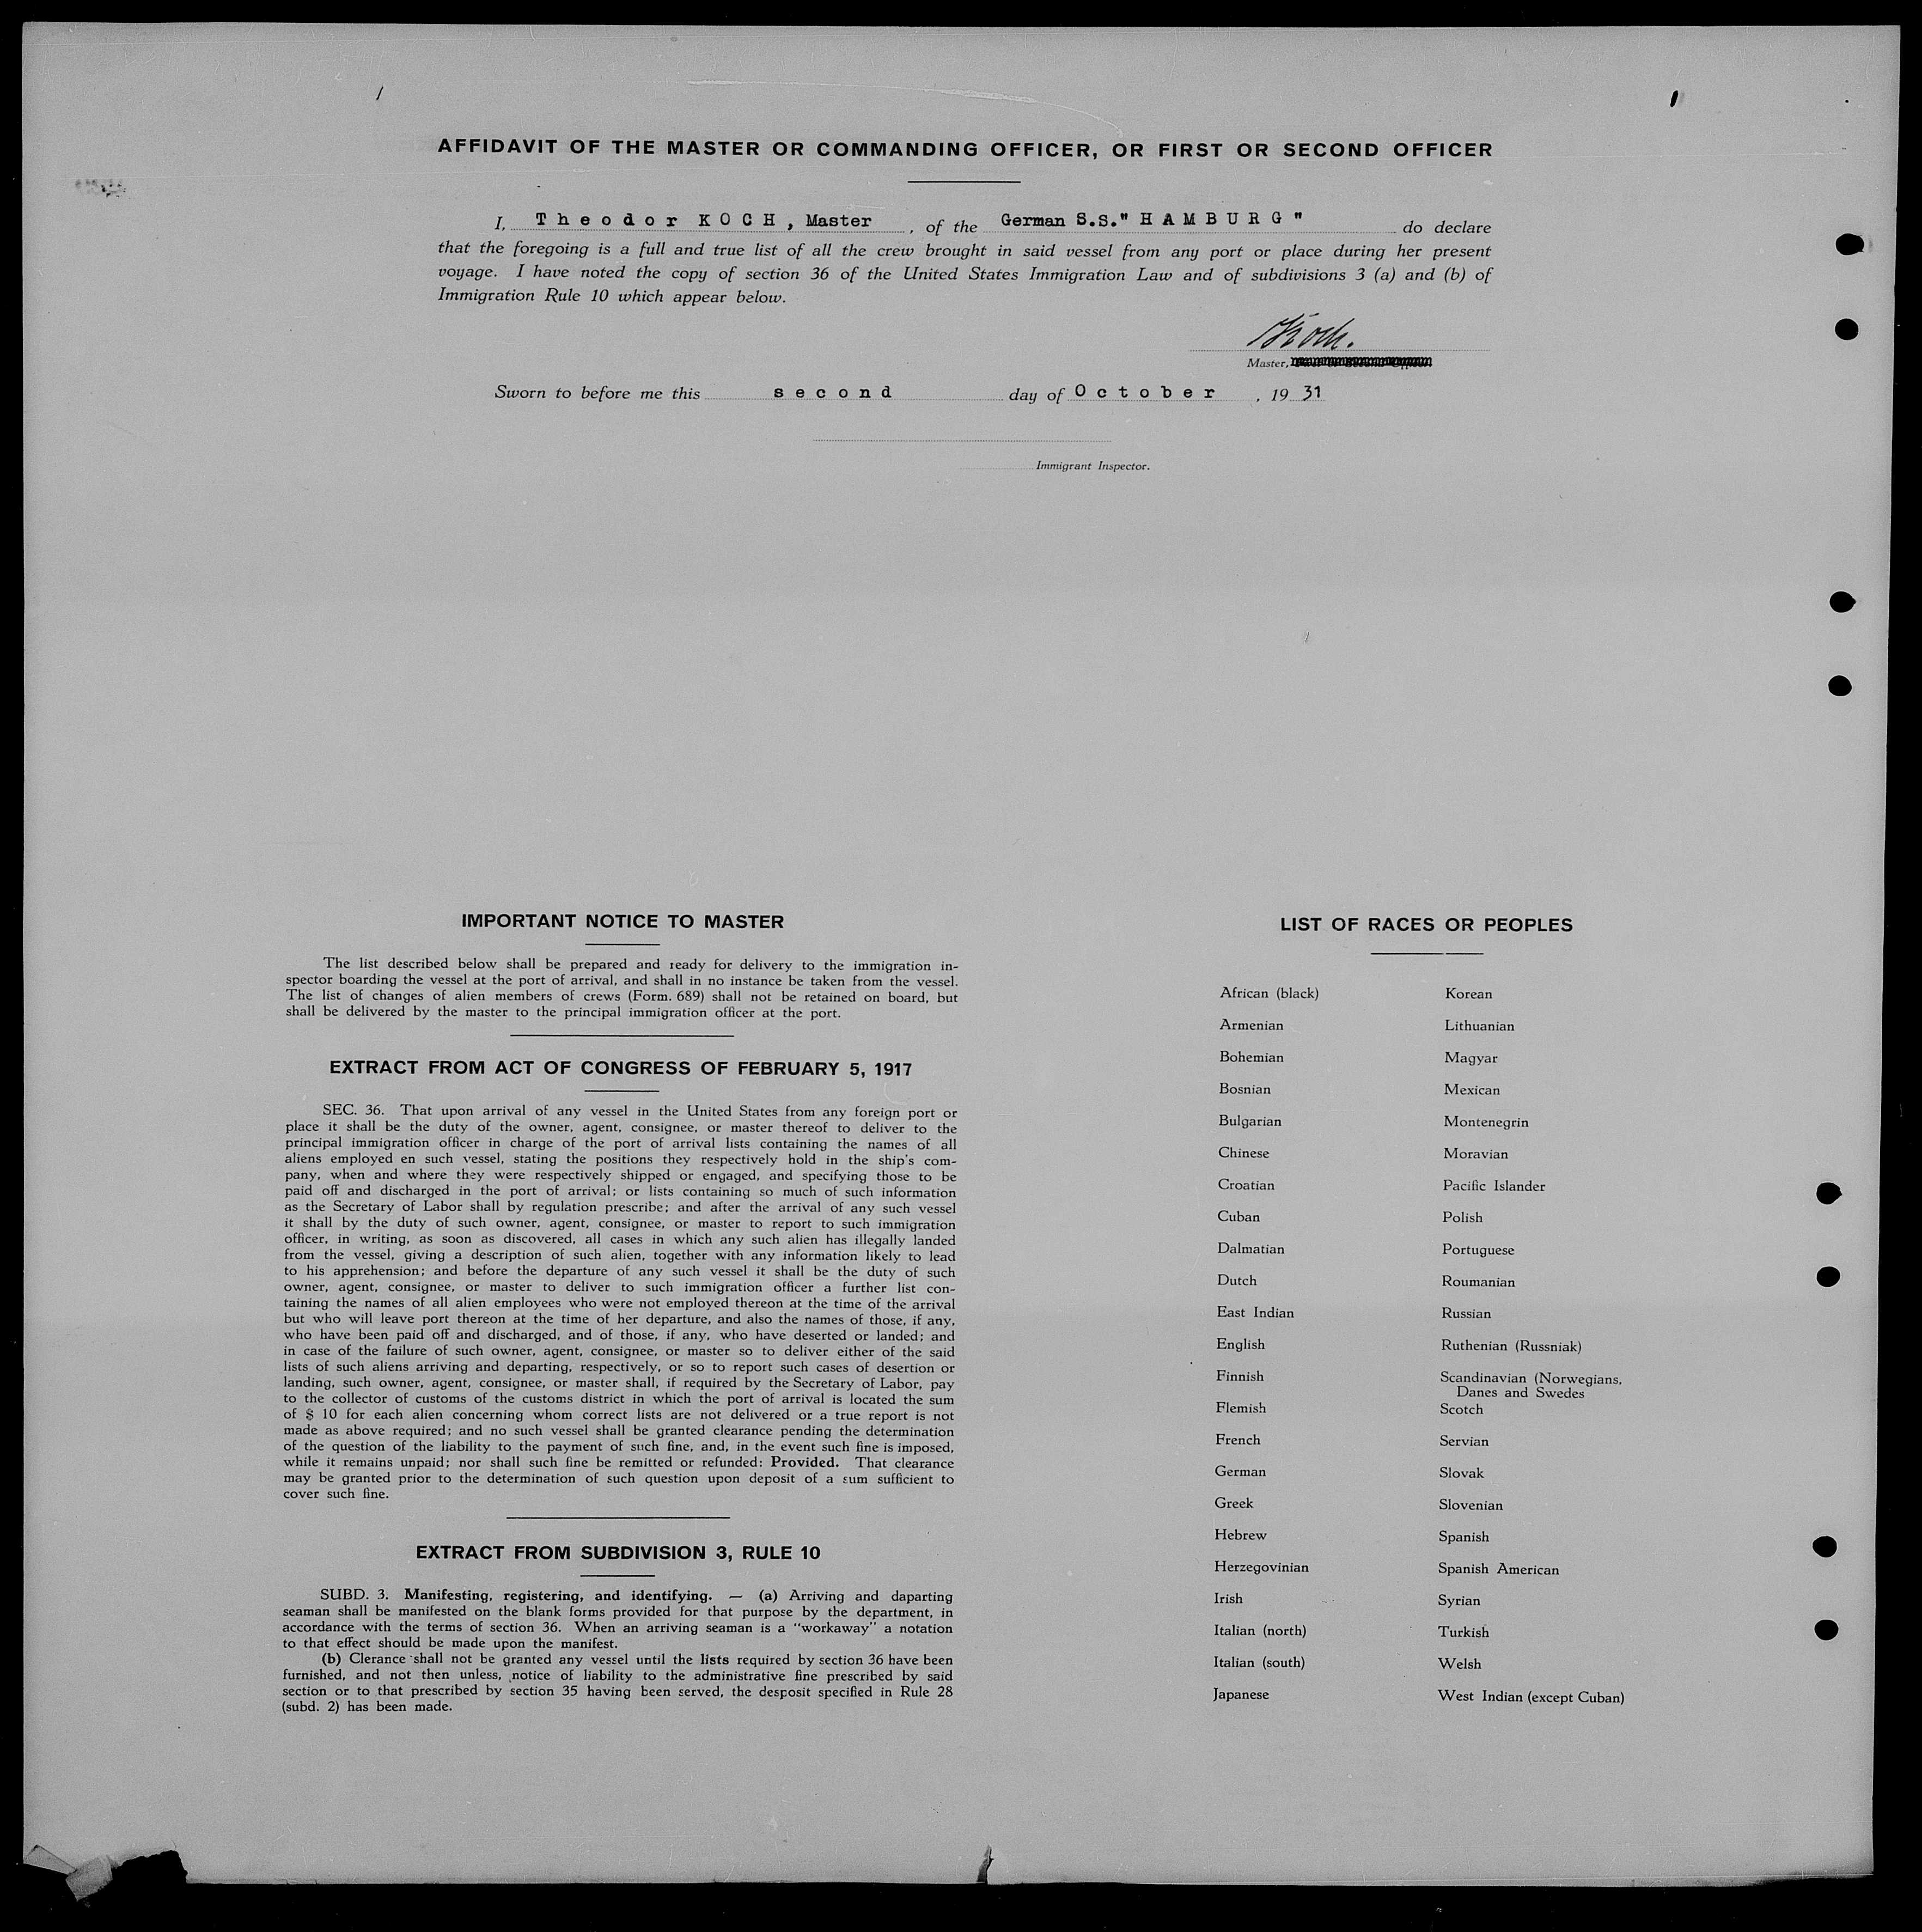 AFFIDAVIT OF THE MASTER OR COMMANDING OFFICER, OR FIRST OR SECOND OFFICER
I, Theodor KOCH, Master, of the German S.S."HAMBURG" do declare
that the foregoing is a full and true list of all the crew brought in said vessel from any port or place during her present
voyage. I have noted the copy of section 36 of the United States Immigration Law and of subdivisions 3 (a) and (b) of
Immigration Rule 10 which appear below.
Koch.
Master,
Sworn to before me this second day of October, 19 31
Immigrant Inspector.
IMPORTANT NOTICE TO MASTER
The list described below shall be prepared and ready for delivery to the immigration in-
spector boarding the vessel at the port of arrival, and shall in no instance be taken from the vessel.
The list of changes of alien members of crews (Form. 689) shall not be retained on board, but
shall be delivered by the master to the principal immigration officer at the port.
EXTRACT FROM ACT OF CONGRESS OF FEBRUARY 5, 1917
SEC. 36. That upon arrival of any vessel in the United States from any foreign port or
place it shall be the duty of the owner, agent, consignee, or master thereof to deliver to the
principal immigration officer in charge of the port of arrival lists containing the names of all
aliens employed en such vessel, stating the positions they respectively hold in the ship's com-
pany, when and where they were respectively shipped or engaged, and specifying those to be
paid off and discharged in the port of arrival; or lists containing so much of such information
as the Secretary of Labor shall by regulation prescribe; and after the arrival of any such vessel
it shall by the duty of such owner, agent, consignee, or master to report to such immigration
officer, in writing, as soon as discovered, all cases in which any such alien has illegally landed
from the vessel, giving a description of such alien, together with any information likely to lead
to his apprehension; and before the departure of any such vessel it shall be the duty of such
owner, agent, consignee, or master to deliver to such immigration officer a further list con-
taining the names of all alien employees who were not employed thereon at the time of the arrival
but who will leave port thereon at the time of her departure, and also the names of those, if any,
who have been paid off and discharged, and of those, if any, who have deserted or landed; and
in case of the failure of such owner, agent, consignee, or master so to deliver either of the said
lists of such aliens arriving and departing, respectively, or so to report such cases of desertion or
landing, such owner, agent, consignee, or master shall, if required by the Secretary of Labor, pay
to the collector of customs of the customs district in which the port of arrival is located the sum
of $ 10 for each alien concerning whom correct lists are not delivered or a true report is not
made as above required; and no such vessel shall be granted clearance pending the determination
of the question of the liability to the payment of such fine, and, in the event such fine is imposed,
while it remains unpaid; nor shall such fine be remitted or refunded: Provided. That clearance
may be granted prior to the determination of such question upon deposit of a sum sufficient to
cover such fine.
EXTRACT FROM SUBDIVISION 3, RULE 10
SUBD. 3. Manifesting, registering, and identifying. — (a) Arriving and daparting
seaman shall be manifested on the blank forms provided for that purpose by the department, in
accordance with the terms of section 36. When an arriving seaman is a "workaway" a notation
to that effect should be made upon the manifest.
(b) Clerance shall not be granted any vessel until the lists required by section 36 have been
furnished, and not then unless, notice of liability to the administrative fine prescribed by said
section or to that prescribed by section 35 having been served, the desposit specified in Rule 28
(subd. 2) has been made.
LIST OF RACES OR PEOPLES
African (black)
Armenian
Bohemian
Bosnian
Bulgarian
Chinese
Croatian
Cuban
Dalmatian
Dutch
East Indian
English
Finnish
Flemish
French
German
Greek
Hebrew
Herzegovinian
Irish
Italian (north)
Italian (south)
Japanese
Korean
Lithuanian
Magyar
Mexican
Montenegrin
Moravian
Pacific Islander
Polish
Portuguese
Roumanian
Russian
Ruthenian (Russniak)
Scandinavian (Norwegians,
Danes and Swedes
Scotch
Servian
Slovak
Slovenian
Spanish
Spanish American
Syrian
Turkish
Welsh
West Indian (except Cuban)